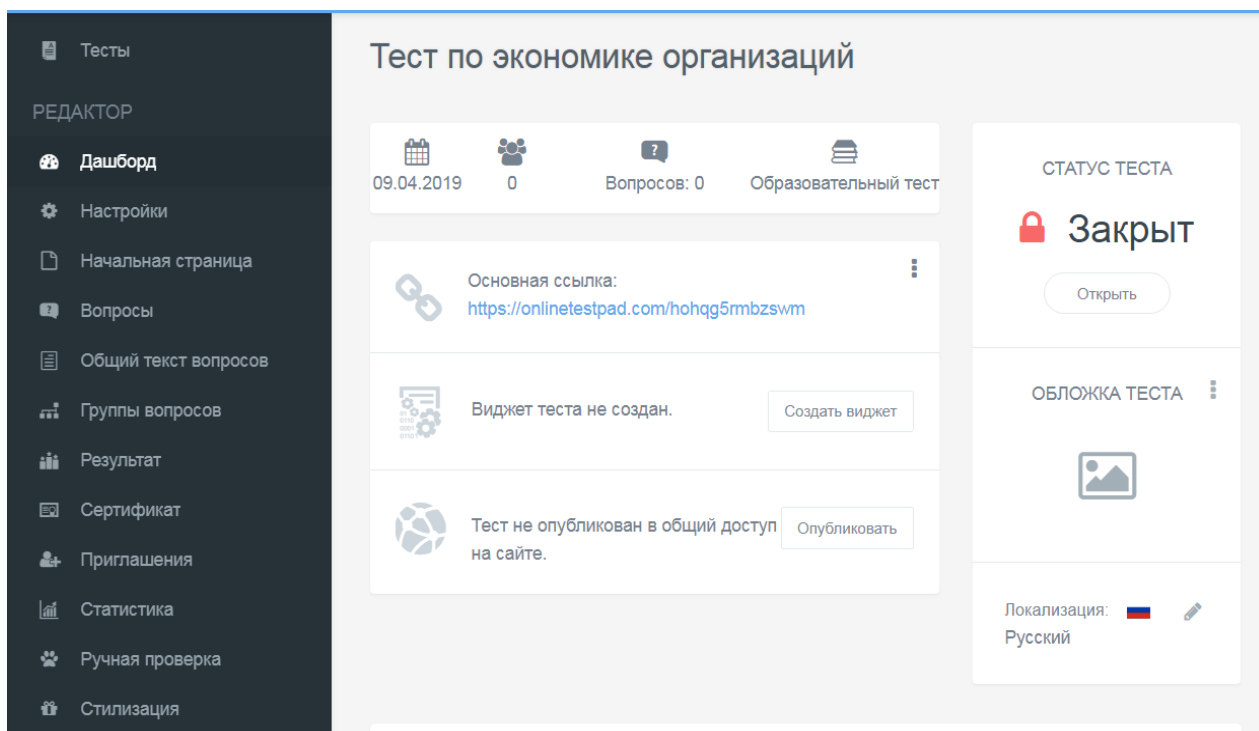 Тесты
РЕДАКТОР
Дашборд
Настройки
Начальная страница
Вопросы
Общий текст вопросов
Группы вопросов
Результат
Сертификат
Приглашения
Статистика
Ручная проверка
Стилизация
Тест по экономике организаций
09.04.2019
0
Вопросов: 0
Образовательный тест
Основная ссылка:
https://onlinetestpad.com/hohqg5rmbzswm
Виджет теста не создан.
Создать виджет
Тест не опубликован в общий доступ
на сайте.
Опубликовать
СТАТУС ТЕСТА
Закрыт
Открыть
ОБЛОЖКА ТЕСТА
Локализация:
Русский